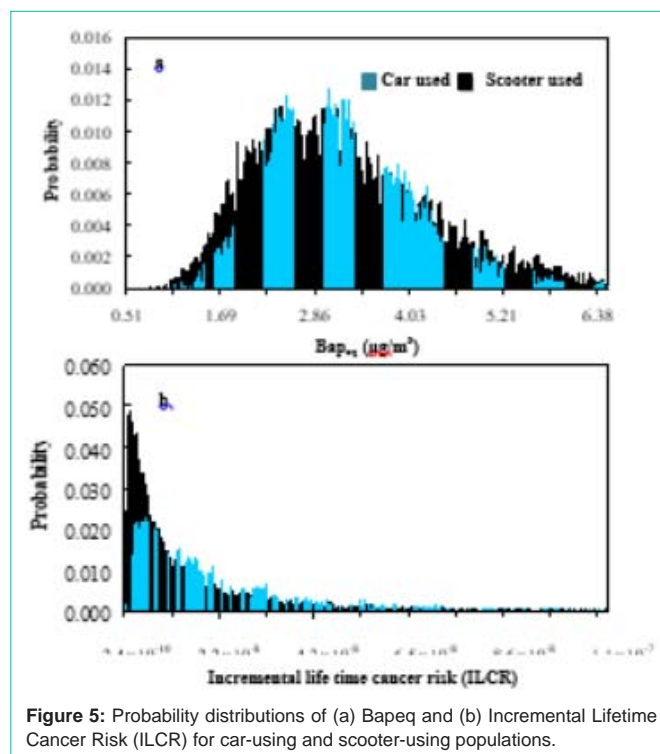 0.016
a
0.014
Car used Scooter used
0.012
0.010
0.008
0.006
0.004
0.002
0.000
Probability
0.51 1.69 2.86 4.03 5.21 6.38
Bap_eq (µg/m³)
0.060
b
0.050
0.040
0.030
0.020
0.010
0.000
Probability
Incremental life time cancer risk (ILCR)
Figure 5: Probability distributions of (a) Bapeq and (b) Incremental Lifetime
Cancer Risk (ILCR) for car-using and scooter-using populations.